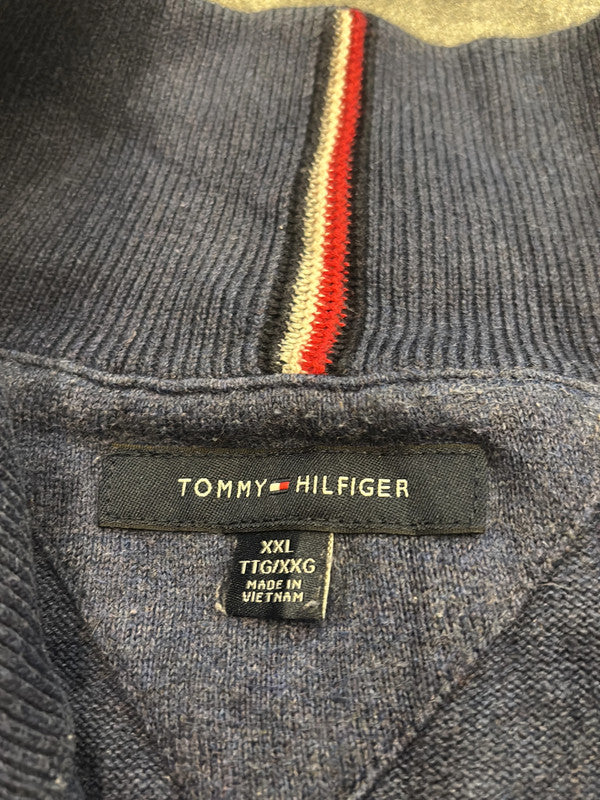 TOMMY HILFIGER
XXL
TTG/XXG
MADE IN
VIETNAM